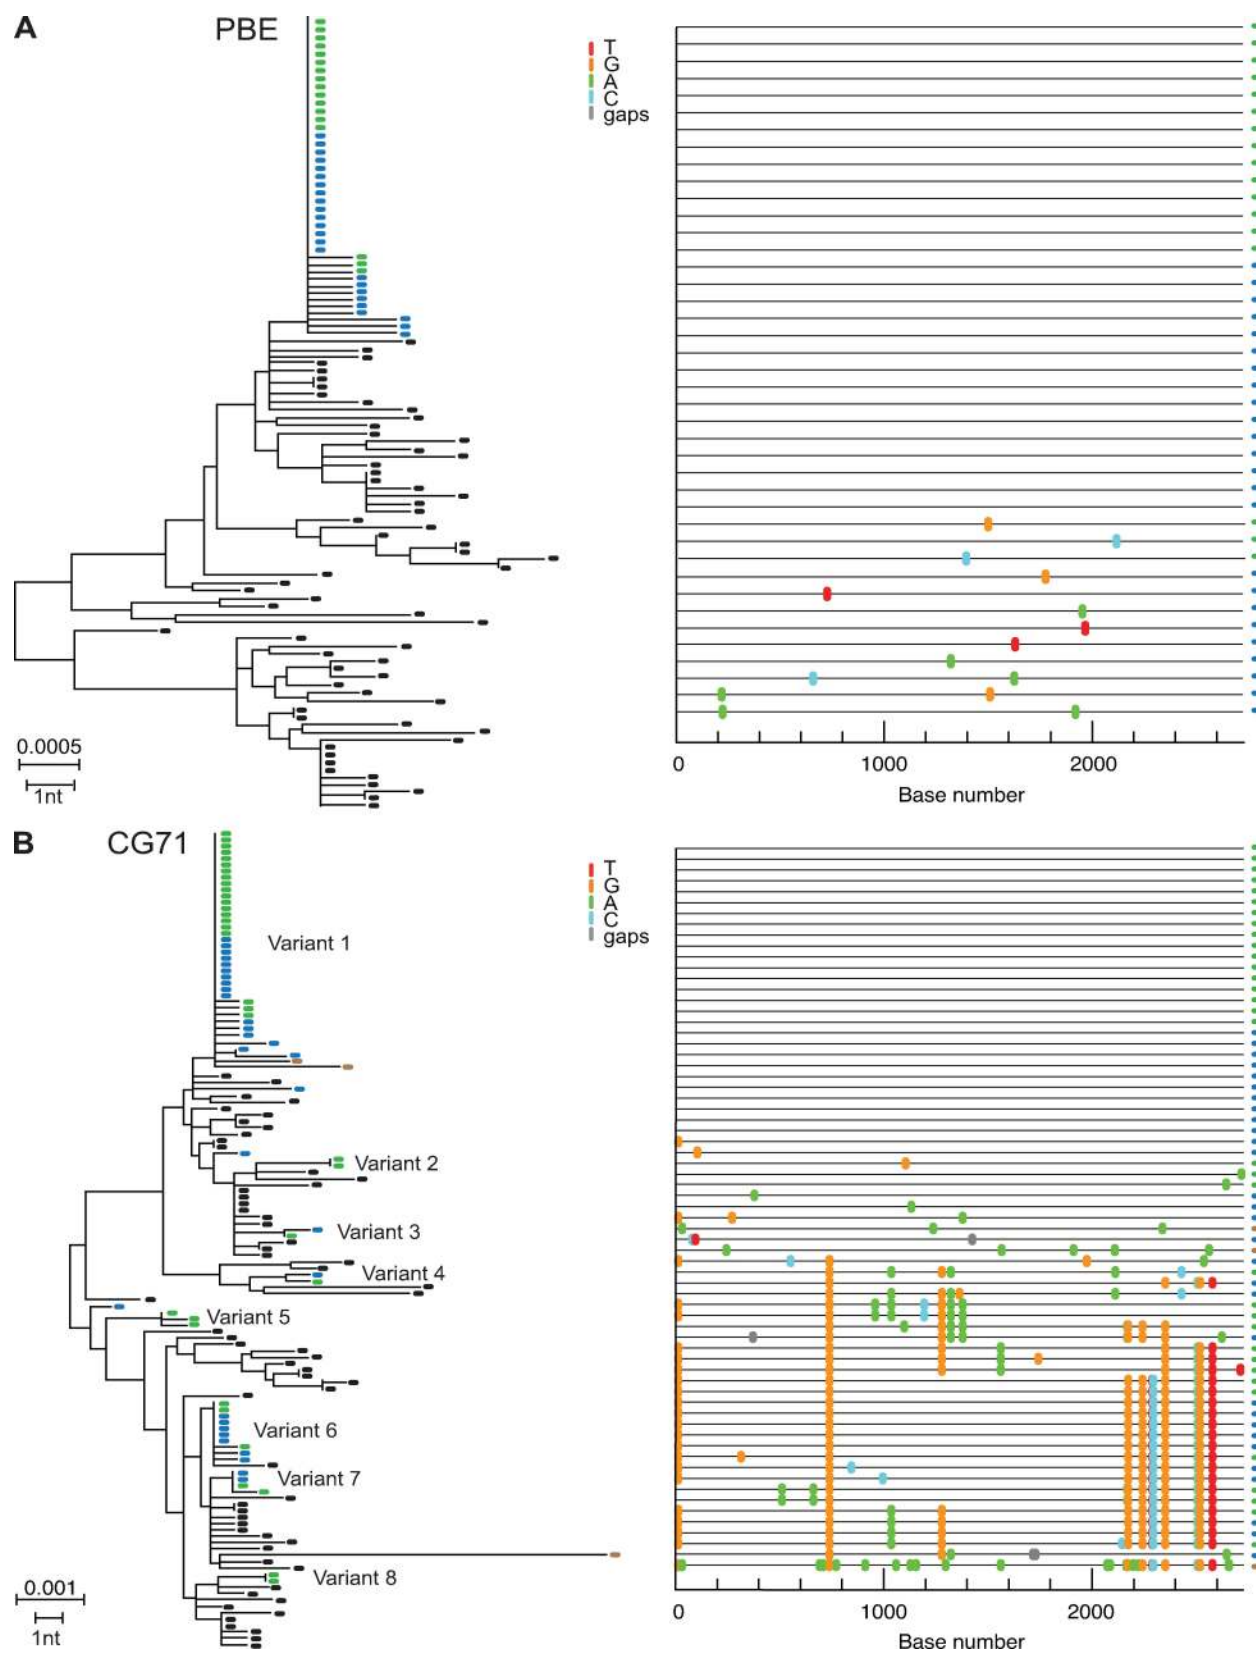 A PBE
T
G
A
C
gaps
0.0005
1nt
0 1000 2000
Base number
B CG71
T
G
A
C
gaps
Variant 1
Variant 2
Variant 3
Variant 4
Variant 5
Variant 6
Variant 7
Variant 8
0.001
1nt
0 1000 2000
Base number